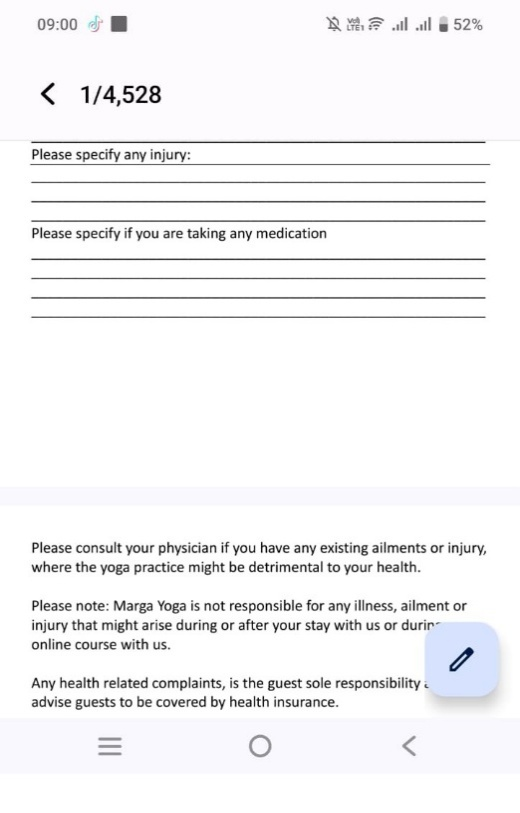 09:00 52%
1/4,528
Please specify any injury:
Please specify if you are taking any medication
Please consult your physician if you have any existing ailments or injury,
where the yoga practice might be detrimental to your health.
Please note: Marga Yoga is not responsible for any illness, ailment or
injury that might arise during or after your stay with us or during
online course with us.
Any health related complaints, is the guest sole responsibility
advise guests to be covered by health insurance.